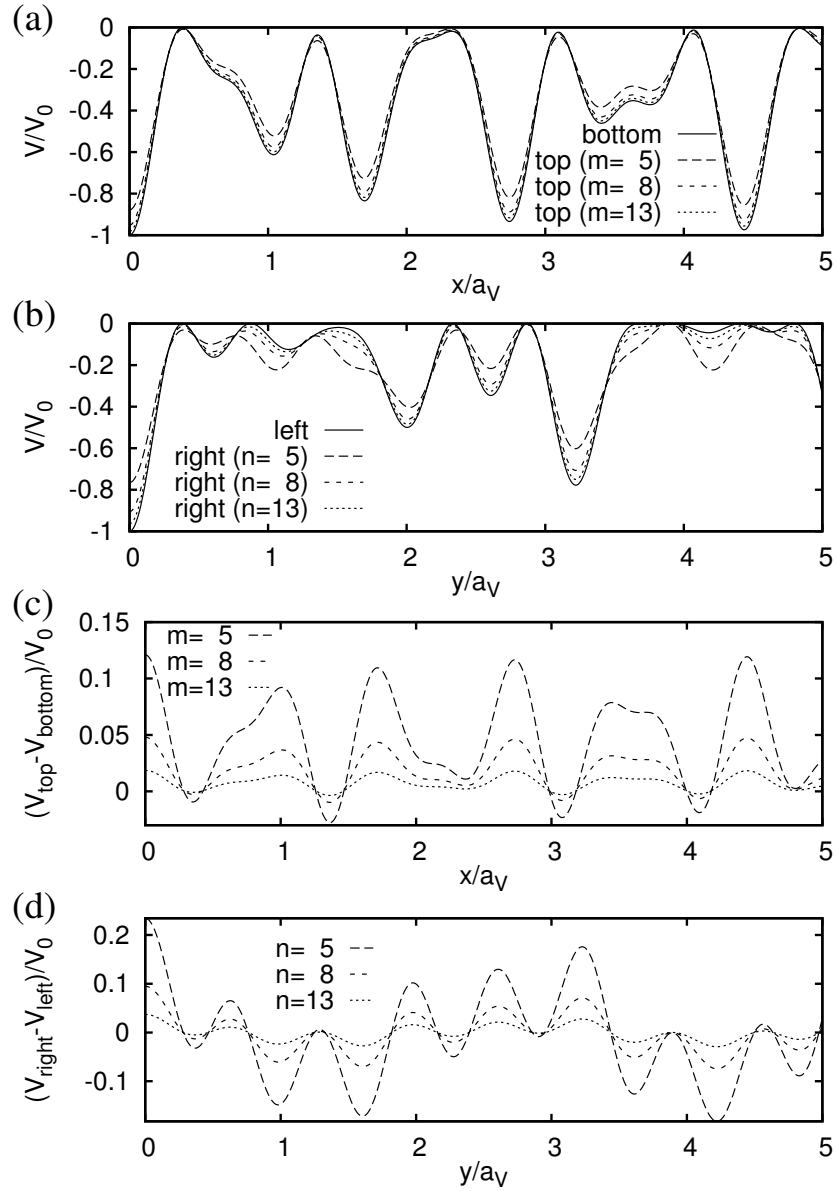 (a)
0
-0.2
-0.4
-0.6
-0.8
-1
V/V0
bottom
top (m= 5)
top (m= 8)
top (m=13)
0 1 2 3 4 5
x/aV
(b)
0
-0.2
-0.4
-0.6
-0.8
-1
V/V0
left
right (n= 5)
right (n= 8)
right (n=13)
0 1 2 3 4 5
y/aV
(c)
0.15
0.1
0.05
0
(Vtop-Vbottom)/V0
m= 5
m= 8
m=13
0 1 2 3 4 5
x/aV
(d)
0.2
0.1
0
-0.1
(Vright-Vleft)/V0
n= 5
n= 8
n=13
0 1 2 3 4 5
y/aV